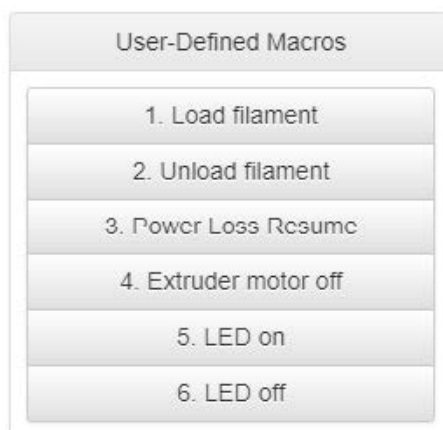 User-Defined Macros
1. Load filament
2. Unload filament
3. Power Loss Resume
4. Extruder motor off
5. LED on
6. LED off